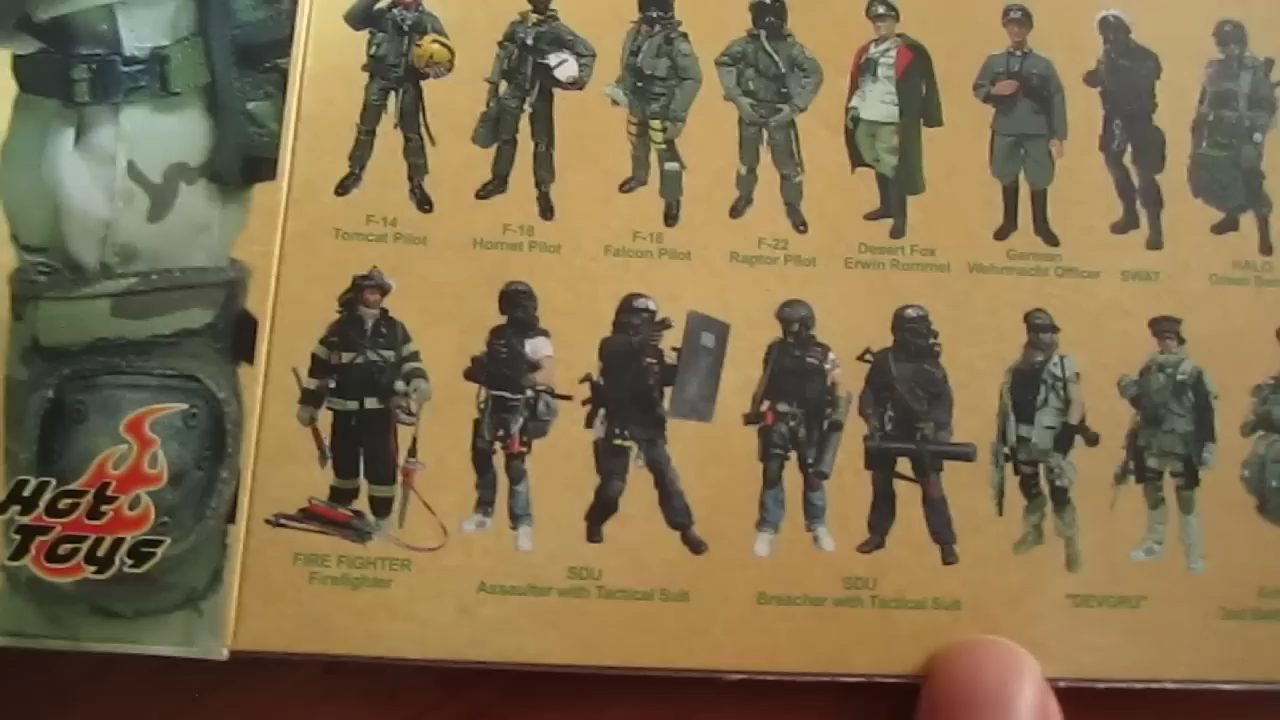 F-14
Tomcat Pilot
F-18
Hornet Pilot
F-16
Falcon Pilot
F-22
Raptor Pilot
Desert Fox
Erwin Rommel
German
Wehrmacht Officer
SWAT
HALO
Green
Hot
Toys
FIRE FIGHTER
Firefighter
SDU
Assaulter with Tactical Suit
SDU
Breacher with Tactical Suit
"DEVGRU"